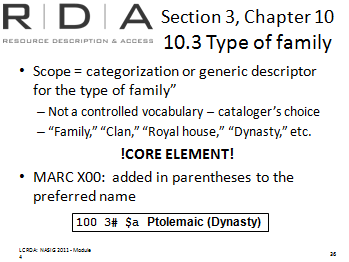 R|D|A
RESOURCE DESCRIPTION & ACCESS
Section 3, Chapter 10
10.3 Type of family
• Scope = categorization or generic descriptor
for the type of family”
– Not a controlled vocabulary – cataloger’s choice
– “Family,” “Clan,” “Royal house,” “Dynasty,” etc.
!CORE ELEMENT!
• MARC X00: added in parentheses to the
preferred name
100 3# $a Ptolemaic (Dynasty)
LCRDA: NASIG 2011 - Module
4
36